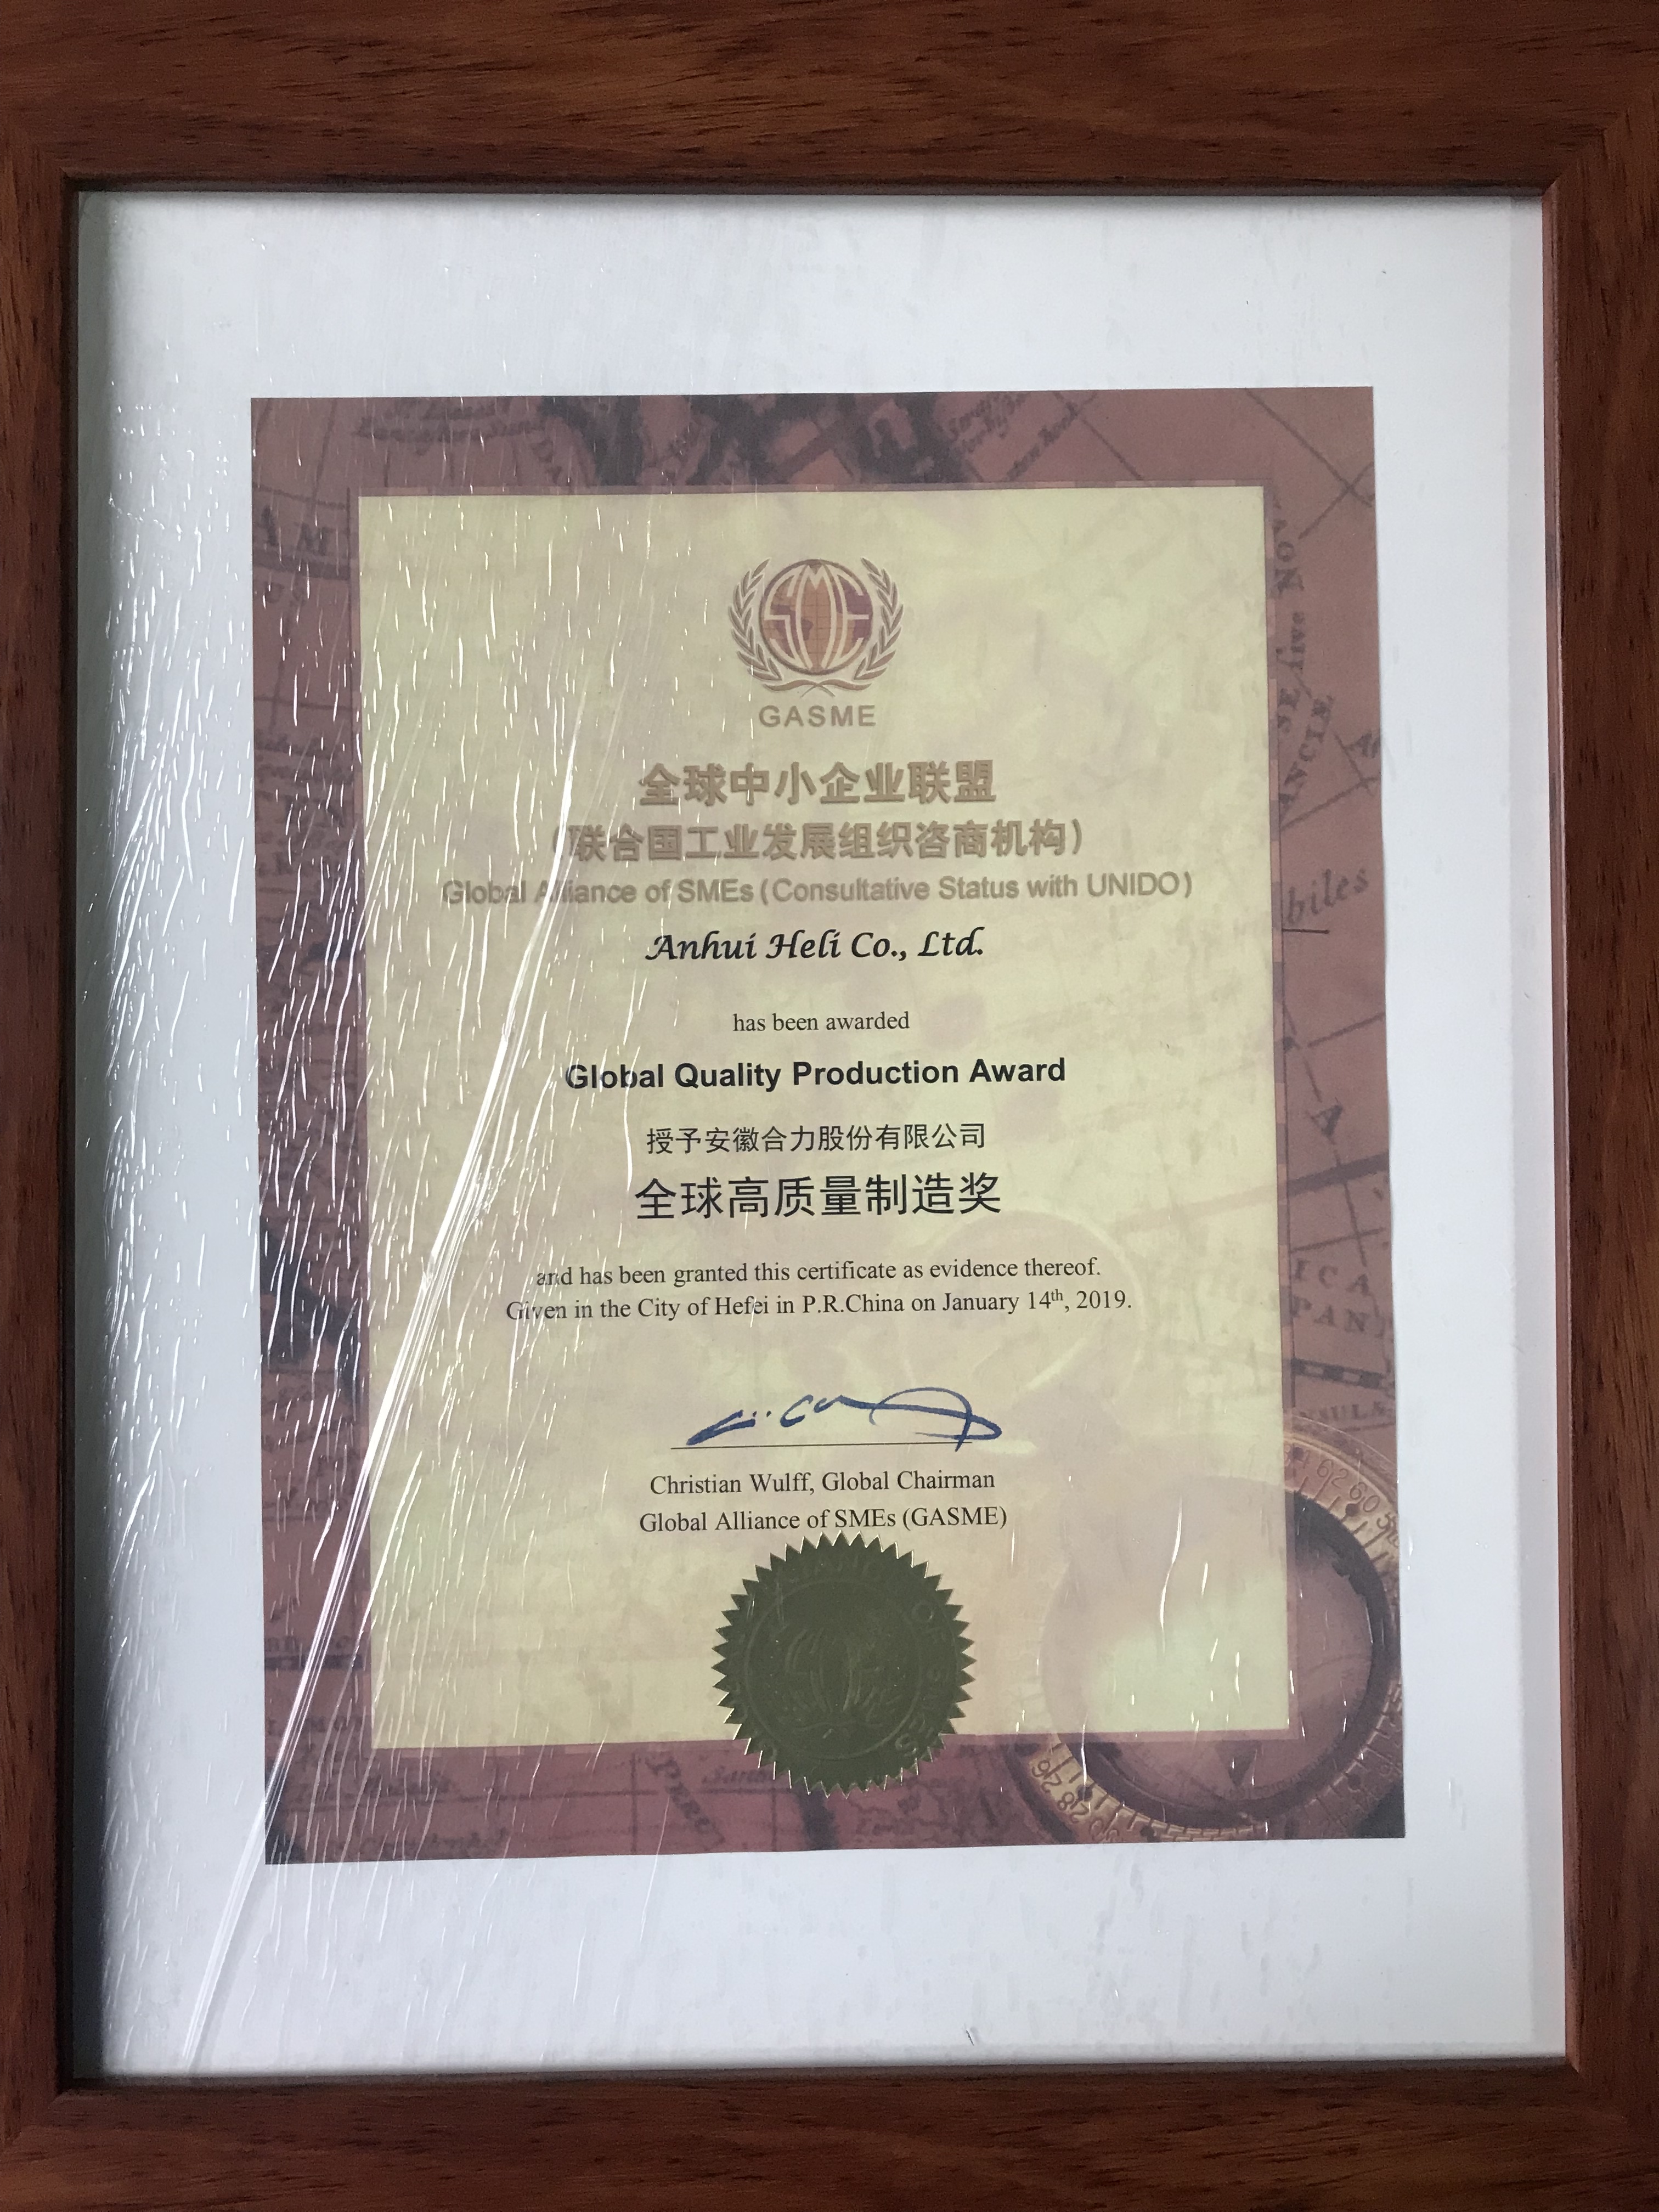 SME
GASME
全球中小企业联盟
（联合国工业发展组织咨商机构）
Global Alliance of SMEs (Consultative Status with UNIDO)
Anhui Heli Co., Ltd.
has been awarded
Global Quality Production Award
授予安徽合力股份有限公司
全球高质量制造奖
and has been granted this certificate as evidence thereof.
Given in the City of Hefei in P.R.China on January 14th, 2019.
Christian Wulff, Global Chairman
Global Alliance of SMEs (GASME)